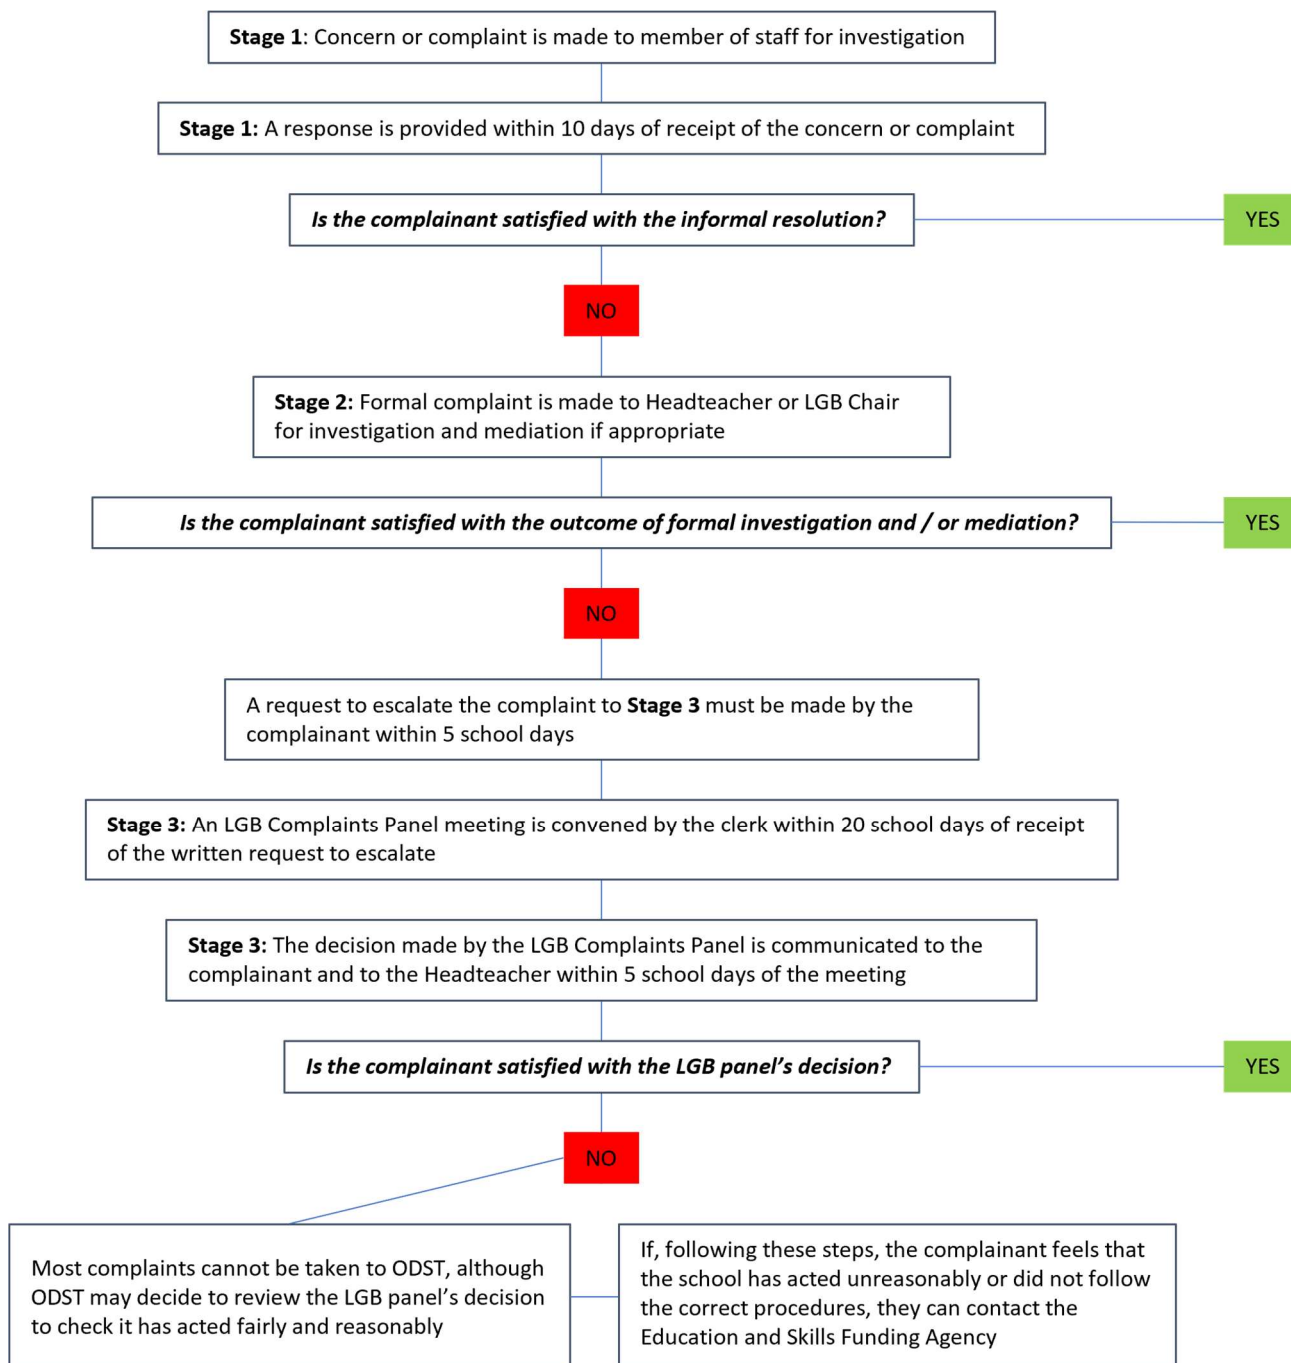 Stage 1: Concern or complaint is made to member of staff for investigation
Stage 1: A response is provided within 10 days of receipt of the concern or complaint
Is the complainant satisfied with the informal resolution?
YES
NO
Stage 2: Formal complaint is made to Headteacher or LGB Chair
for investigation and mediation if appropriate
Is the complainant satisfied with the outcome of formal investigation and / or mediation?
YES
NO
A request to escalate the complaint to Stage 3 must be made by the
complainant within 5 school days
Stage 3: An LGB Complaints Panel meeting is convened by the clerk within 20 school days of receipt
of the written request to escalate
Stage 3: The decision made by the LGB Complaints Panel is communicated to the
complainant and to the Headteacher within 5 school days of the meeting
Is the complainant satisfied with the LGB panel’s decision?
YES
NO
Most complaints cannot be taken to ODST, although
ODST may decide to review the LGB panel’s decision
to check it has acted fairly and reasonably
If, following these steps, the complainant feels that
the school has acted unreasonably or did not follow
the correct procedures, they can contact the
Education and Skills Funding Agency